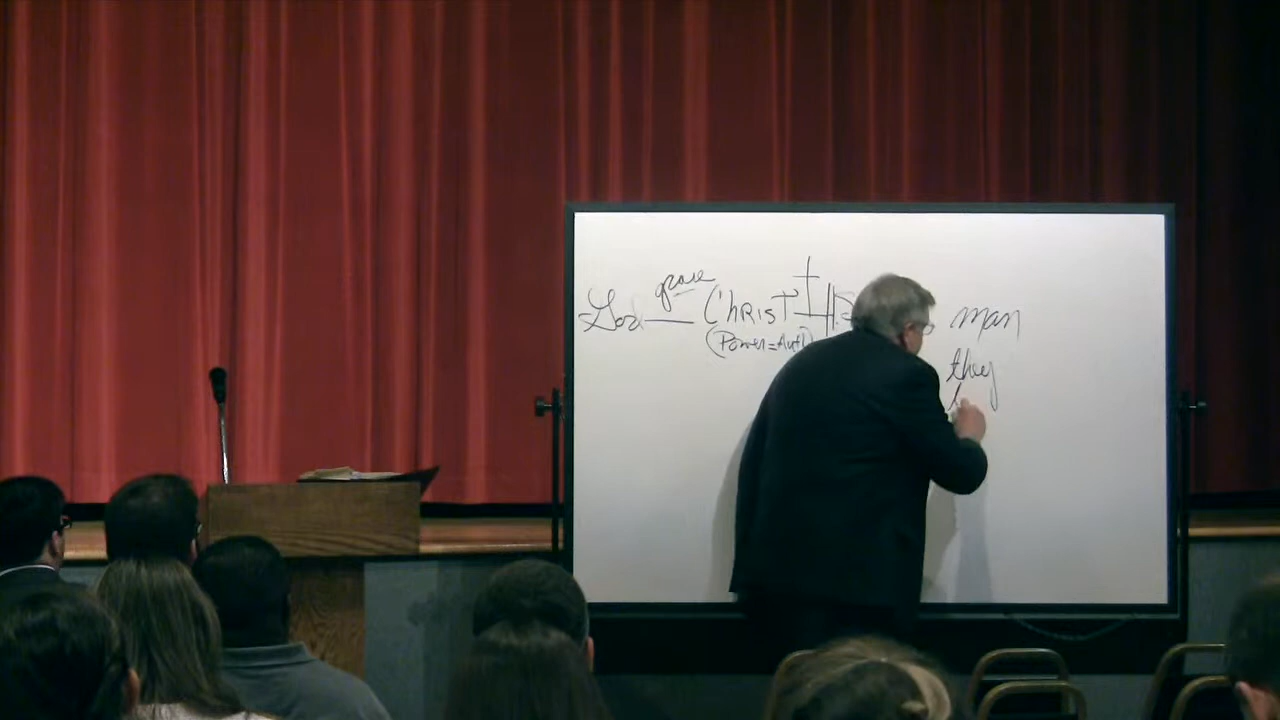 grace
God — Christ man
(Power = Auth
they